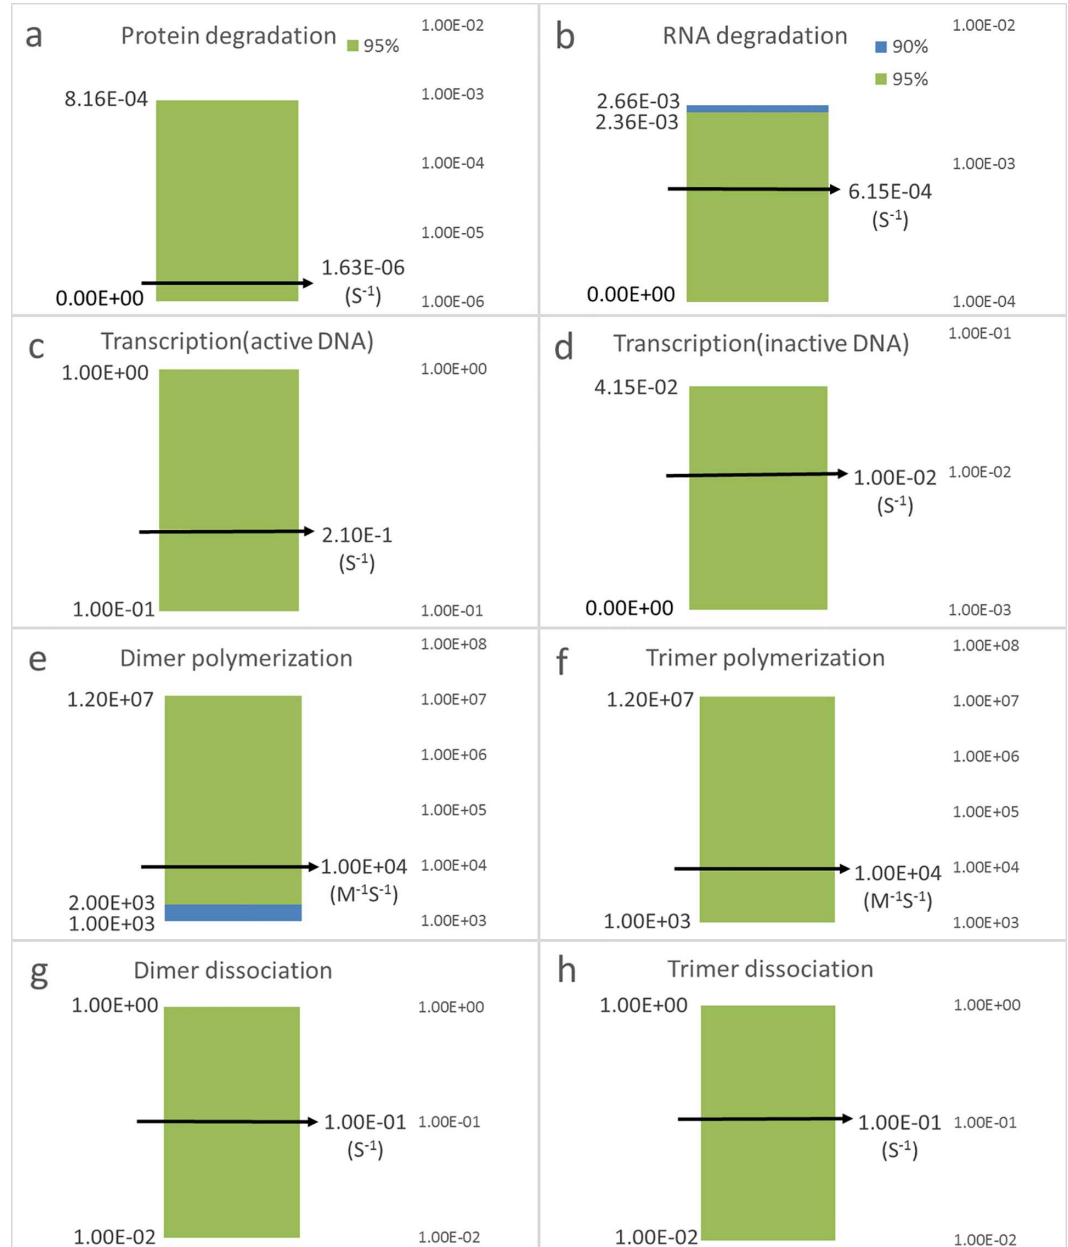 a
Protein degradation
95%
8.16E-04
0.00E+00
1.63E-06
(S⁻¹)
1.00E-02
1.00E-03
1.00E-04
1.00E-05
1.00E-06
b
RNA degradation
90%
95%
2.66E-03
2.36E-03
0.00E+00
6.15E-04
(S⁻¹)
1.00E-02
1.00E-03
1.00E-04
c
Transcription(active DNA)
1.00E+00
1.00E-01
2.10E-1
(S⁻¹)
1.00E+00
1.00E-01
d
Transcription(inactive DNA)
4.15E-02
0.00E+00
1.00E-02
(S⁻¹)
1.00E-01
1.00E-02
1.00E-03
e
Dimer polymerization
1.20E+07
2.00E+03
1.00E+03
1.00E+04
(M⁻¹S⁻¹)
1.00E+08
1.00E+07
1.00E+06
1.00E+05
1.00E+04
1.00E+03
f
Trimer polymerization
1.20E+07
1.00E+03
1.00E+04
(M⁻¹S⁻¹)
1.00E+08
1.00E+07
1.00E+06
1.00E+05
1.00E+04
1.00E+03
g
Dimer dissociation
1.00E+00
1.00E-02
1.00E-01
(S⁻¹)
1.00E+00
1.00E-01
1.00E-02
h
Trimer dissociation
1.00E+00
1.00E-02
1.00E-01
(S⁻¹)
1.00E+00
1.00E-01
1.00E-02